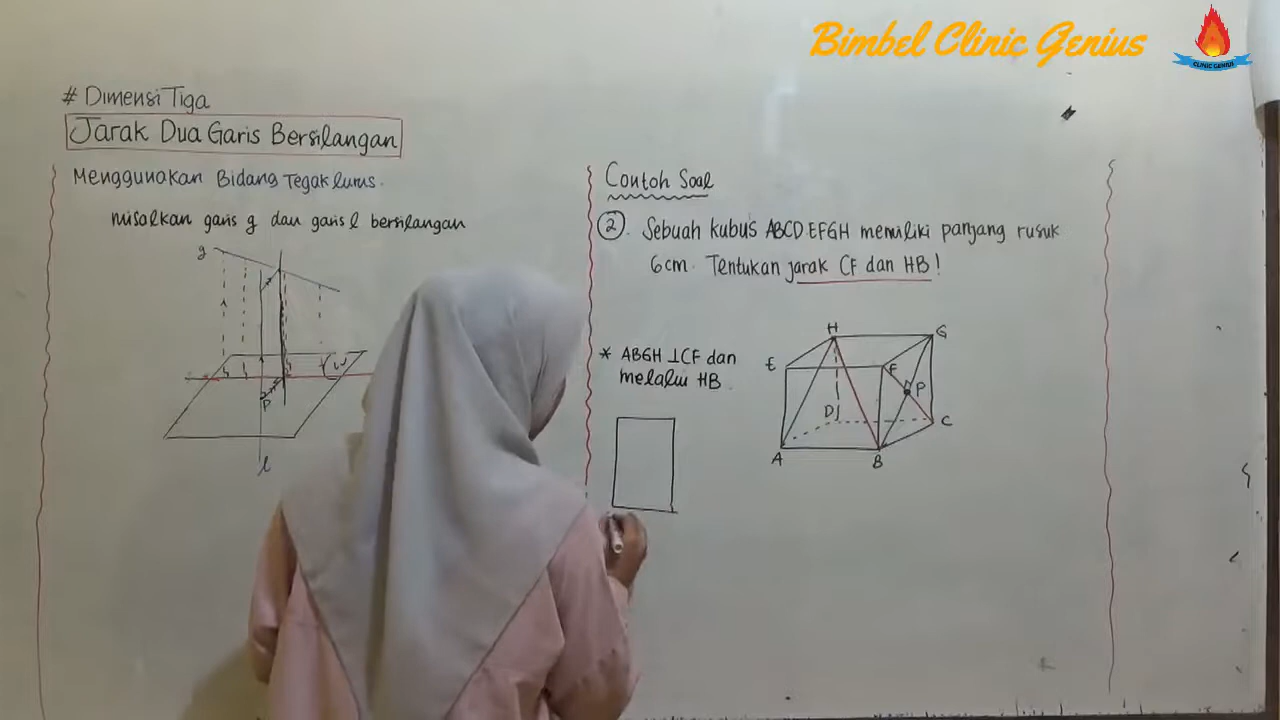 Bimbel Clinic Genius
CLINIC GENIUS
# Dimensi Tiga
Jarak Dua Garis Bersilangan
Menggunakan Bidang Tegak lurus.
misalkan garis g dan garis l bersilangan
g
P
l
Contoh Soal
2. Sebuah kubus ABCD EFGH memiliki panjang rusuk
6cm. Tentukan jarak CF dan HB!
* ABGH ⊥CF dan
melalui HB
H
G
E
F
P
D
C
A
B